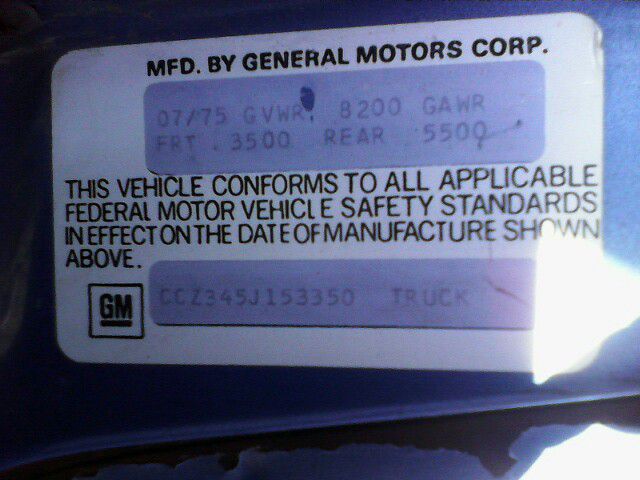 MFD. BY GENERAL MOTORS CORP.
07/75 GVWR 8200 GAWR
FRT. 3500 REAR 5500
THIS VEHICLE CONFORMS TO ALL APPLICABLE
FEDERAL MOTOR VEHICLE SAFETY STANDARDS
IN EFFECT ON THE DATE OF MANUFACTURE SHOWN
ABOVE.
GM
CCZ345J153350 TRUCK